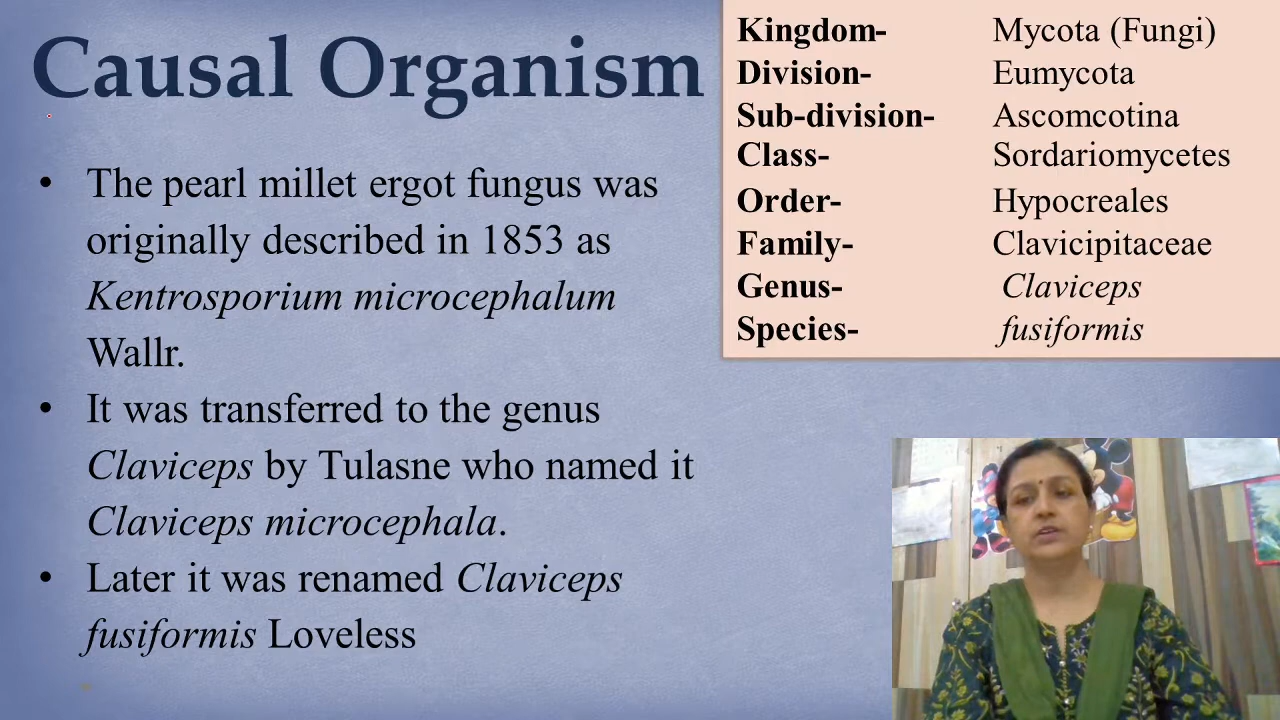 Causal Organism
• The pearl millet ergot fungus was
originally described in 1853 as
Kentrosporium microcephalum
Wallr.
• It was transferred to the genus
Claviceps by Tulasne who named it
Claviceps microcephala.
• Later it was renamed Claviceps
fusiformis Loveless
Kingdom- Mycota (Fungi)
Division- Eumycota
Sub-division- Ascomcotina
Class- Sordariomycetes
Order- Hypocreales
Family- Clavicipitaceae
Genus- Claviceps
Species- fusiformis